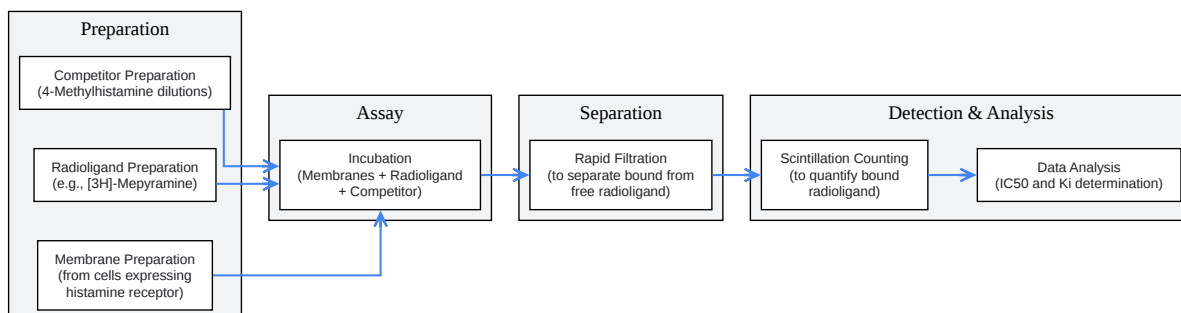 Preparation
Competitor Preparation
(4-Methylhistamine dilutions)
Radioligand Preparation
(e.g., [3H]-Mepyramine)
Membrane Preparation
(from cells expressing
histamine receptor)
Assay
Incubation
(Membranes + Radioligand
+ Competitor)
Separation
Rapid Filtration
(to separate bound from
free radioligand)
Detection & Analysis
Scintillation Counting
(to quantify bound
radioligand)
Data Analysis
(IC50 and Ki determination)